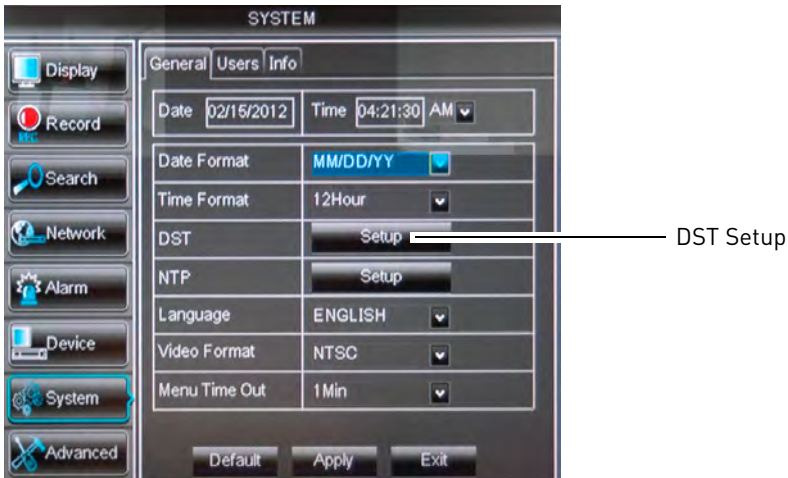 SYSTEM
General Users Info
Date 02/15/2012 Time 04:21:30 AM
Date Format MM/DD/YY
Time Format 12Hour
DST Setup
DST Setup
NTP Setup
Language ENGLISH
Video Format NTSC
Menu Time Out 1Min
Default Apply Exit
Display
Record
REC
Search
Network
Alarm
Device
System
Advanced